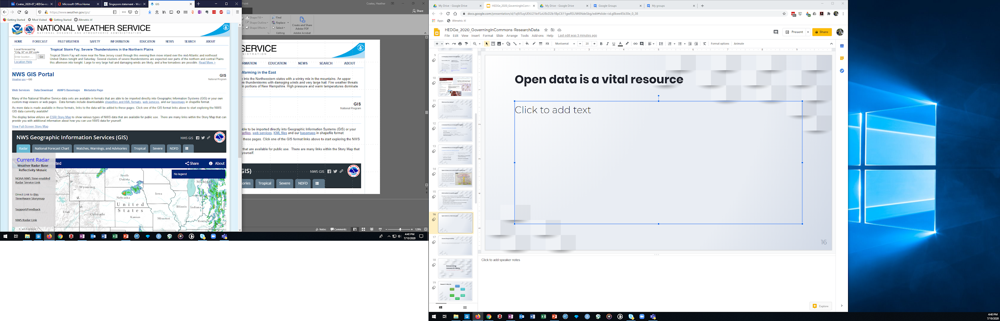 Coates_2020-07_HEDGe-res
Microsoft Office Home
Singapore statement - Worl
GIS
https://www.weather.gov/gis/
Getting Started
Most Visited
Getting Started
Altmetric it!
NATIONAL WEATHER SERVICE
NATIONAL OCEANIC AND ATMOSPHERIC ADMINISTRATION
HOME FORECAST PAST WEATHER SAFETY INFORMATION EDUCATION NEWS SEARCH ABOUT
Local forecast by
"City, St" or ZIP code
Enter location ...
Go
Location Help
Tropical Storm Fay; Severe Thunderstorms in the Northern Plains
Tropical Storm Fay will move near the New Jersey coast through this evening then move inland over the mid-Atlantic and northeast
United States tonight and Saturday. Several clusters of severe thunderstorms are expected over parts of the northern and central Plains
this afternoon into tonight. Large to very large hail and damaging winds are likely, and a few tornadoes are possible. Read More >
NWS GIS Portal
Weather.gov > GIS
GIS
National Program
Web Services Data Download AWIPS Basemaps Metadata Page
Many of the National Weather Service data sets are available in formats that are able to be imported directly into Geographic Information Systems (GIS) or your own
custom map viewers or web pages. Data formats include downloadable shapefiles and KML formats, web services, and our basemaps in shapefile format.
As more data is made available in these formats, links to the data will be added to these pages. Click one of the GIS format links above to start exploring the NWS
GIS data currently available!
The display below utilizes an ESRI Story Map to show various types of NWS data that are available for public use. There are many links within the Story Map that can
provide you with additional information about how you can use NWS data for yourself.
View Full-Screen Story Map
NWS Geographic Information Services (GIS)
NWS GIS
Radar National Forecast Chart Watches, Warnings, and Advisories Tropical Severe NDFD
Current Radar
Weather Radar Base
Reflectivity Mosaic
NOAA NWS Time-enabled
Radar Service Link
Direct Link to this
TimeAware Storymap
Support/Feedback
NWS Radar Link
Share
About
No legend
South
Dakota
Wyoming
Nebraska
Iowa
Michigan
United
States
Illinois
Indiana
Utah
Colorado
Kansas
Missouri
Kentucky
California
4:40 PM
7/10/2020
Point
Coates, Heather
Share
Shape Fill
Shape Outline
Shape Effects
Find
Replace
Select
Editing
Create and Share
Adobe PDF
Adobe Acrobat
SERVICE
NISTRATION
RMATION EDUCATION NEWS SEARCH ABOUT
Warming in the East
e into the Northwestern states with a wintry mix in the mountains. An upper
re thunderstorms with damaging winds and very large hail. Fire weather threats
in portions of New Hampshire. High pressure and warm temperatures dominate
GIS
National Program
able to be imported directly into Geographic Information Systems (GIS) or your
pefiles, web services, KML files and our basemaps in shapefile format.
these pages. Click one of the GIS format links above to start exploring the NWS
that are available for public use. There are many links within the Story Map that
yourself.
GIS)
NWS GIS
sories Tropical Severe NDFD
Notes
Comments
129%
My Drive - Google Drive
HEDGe_2020_GoverningInComm
My Drive - Google Drive
Google Groups
My groups
docs.google.com/presentation/d/1q9J5uyUEtU21krFLxU8cD2b1BpC611gwRSUW6NdeSbg/edit#slide=id.g8bee45b30e_0_38
Apps
Altmetric it!
HEDGe_2020_GoverningInCommons-ResearchData
File Edit View Insert Format Slide Arrange Tools Add-ons Help Last edit was 3 minutes ago
Present
Share
Montserrat
20
Format options
Animate
9
10
11
12
13
14
15
16
17
18
19
Open data is a vital resource
Click to add text
16
Governing
research data
Click to add speaker notes
Explore
4:40 PM
7/10/2020